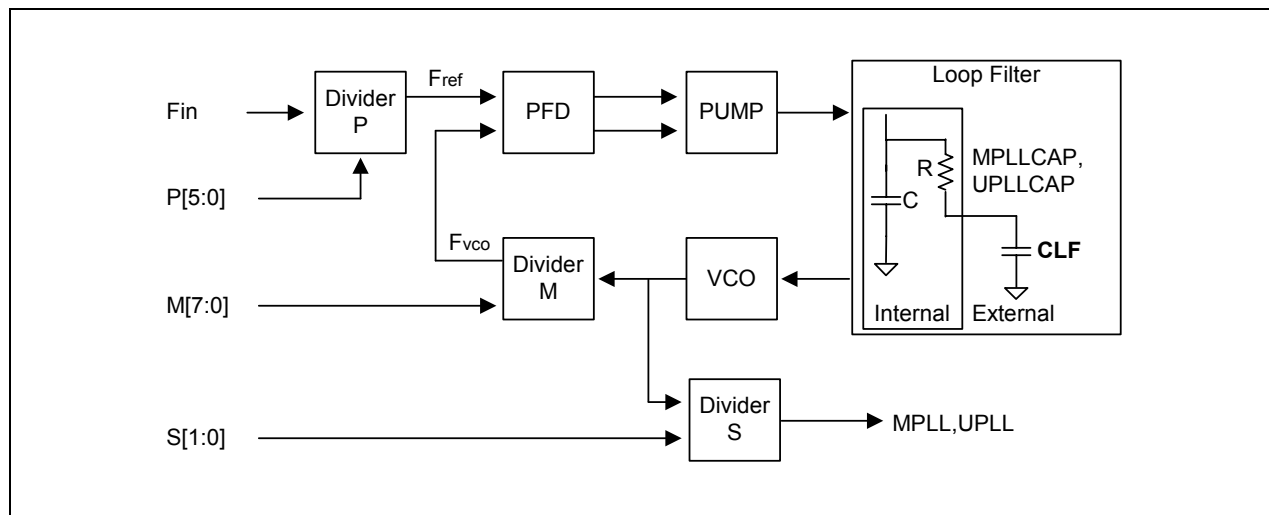 Fin
P[5:0]
M[7:0]
S[1:0]
Divider
P
Fref
PFD
PUMP
Loop Filter
R
C
MPLLCAP,
UPLLCAP
CLF
Internal
External
Fvco
Divider
M
VCO
Divider
S
MPLL,UPLL